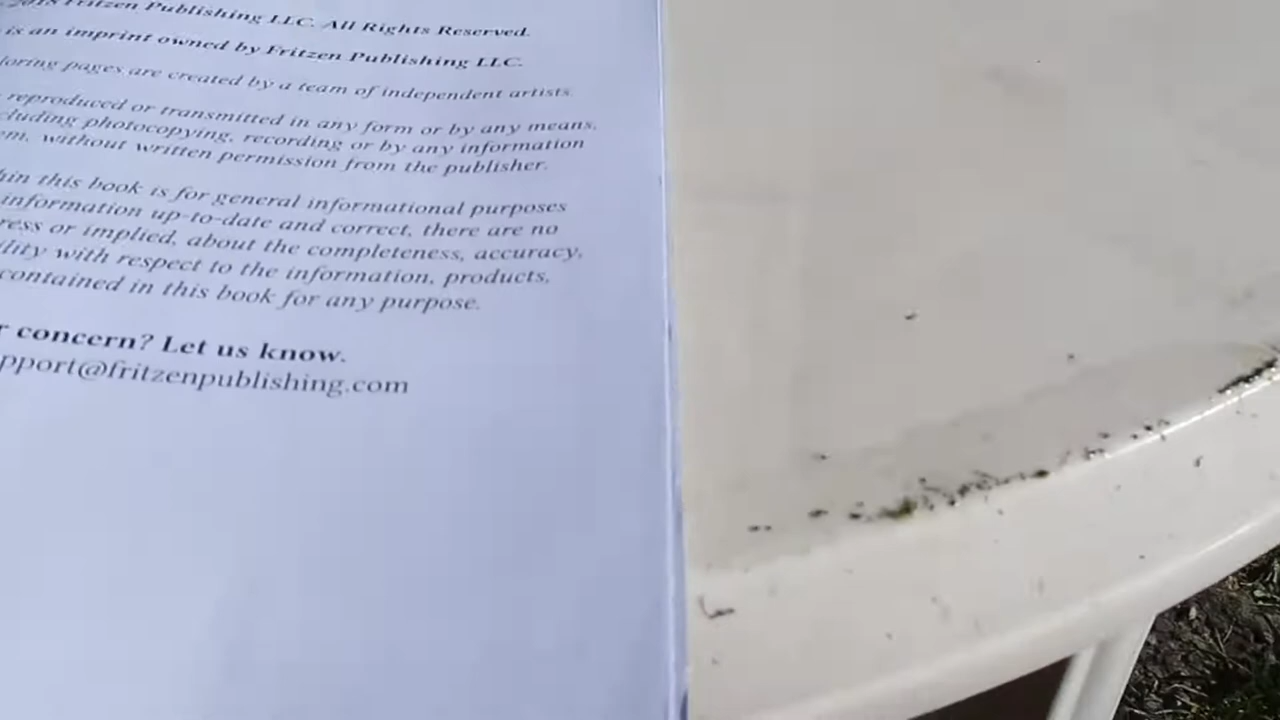 2018 Fritzen Publishing LLC. All Rights Reserved.
is an imprint owned by Fritzen Publishing LLC.
pages are created by a team of independent artists.
reproduced or transmitted in any form or by any means,
photocopying, recording or by any information
without written permission from the publisher.
this book is for general informational purposes
information up-to-date and correct, there are no
or implied, about the completeness, accuracy,
with respect to the information, products,
contained in this book for any purpose.
concern? Let us know.
pport@fritzenpublishing.com